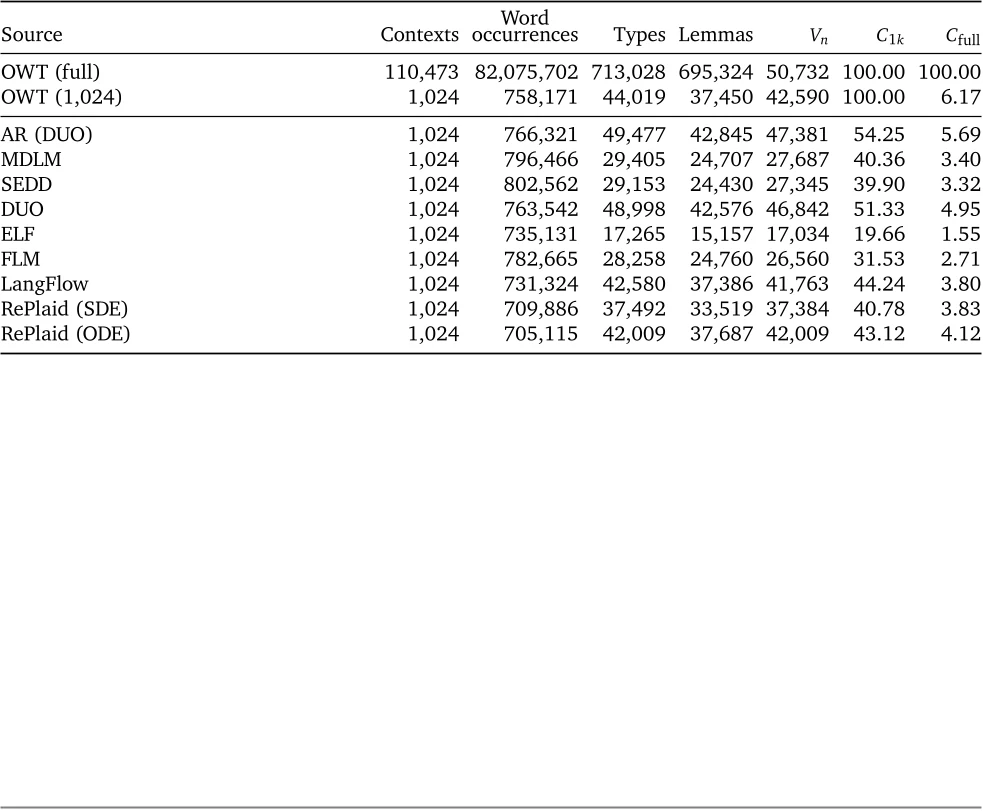 Source Contexts Word occurrences Types Lemmas Vn C1k Cfull
OWT (full) 110,473 82,075,702 713,028 695,324 50,732 100.00 100.00
OWT (1,024) 1,024 758,171 44,019 37,450 42,590 100.00 6.17
AR (DUO) 1,024 766,321 49,477 42,845 47,381 54.25 5.69
MDLM 1,024 796,466 29,405 24,707 27,687 40.36 3.40
SEDD 1,024 802,562 29,153 24,430 27,345 39.90 3.32
DUO 1,024 763,542 48,998 42,576 46,842 51.33 4.95
ELF 1,024 735,131 17,265 15,157 17,034 19.66 1.55
FLM 1,024 782,665 28,258 24,760 26,560 31.53 2.71
LangFlow 1,024 731,324 42,580 37,386 41,763 44.24 3.80
RePlaid (SDE) 1,024 709,886 37,492 33,519 37,384 40.78 3.83
RePlaid (ODE) 1,024 705,115 42,009 37,687 42,009 43.12 4.12